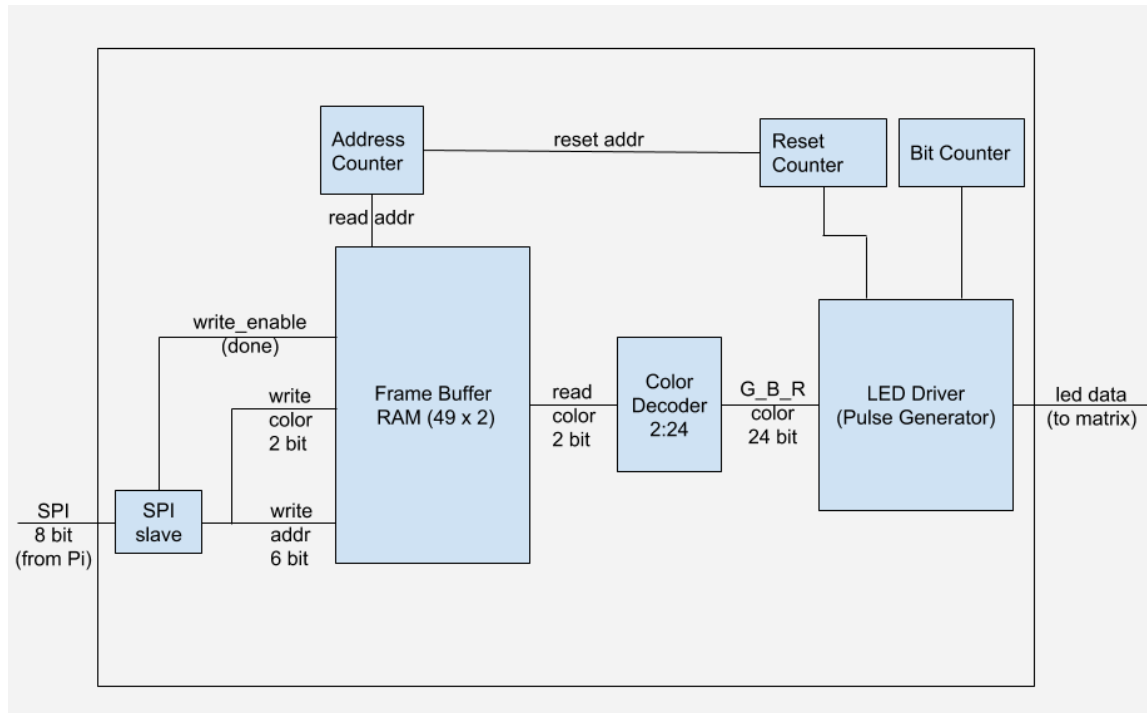 Address
Counter
reset addr
Reset
Counter
Bit Counter
read addr
write_enable
(done)
write
color
2 bit
Frame Buffer
RAM (49 x 2)
read
color
2 bit
Color
Decoder
2:24
G_B_R
color
24 bit
LED Driver
(Pulse Generator)
led data
(to matrix)
SPI
8 bit
(from Pi)
SPI
slave
write
addr
6 bit